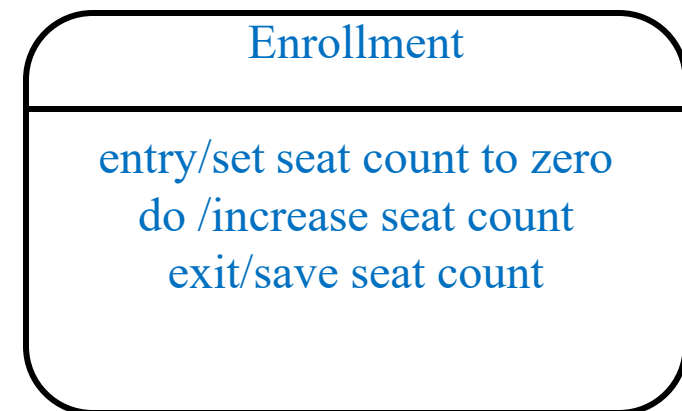 Enrollment
entry/set seat count to zero
do /increase seat count
exit/save seat count